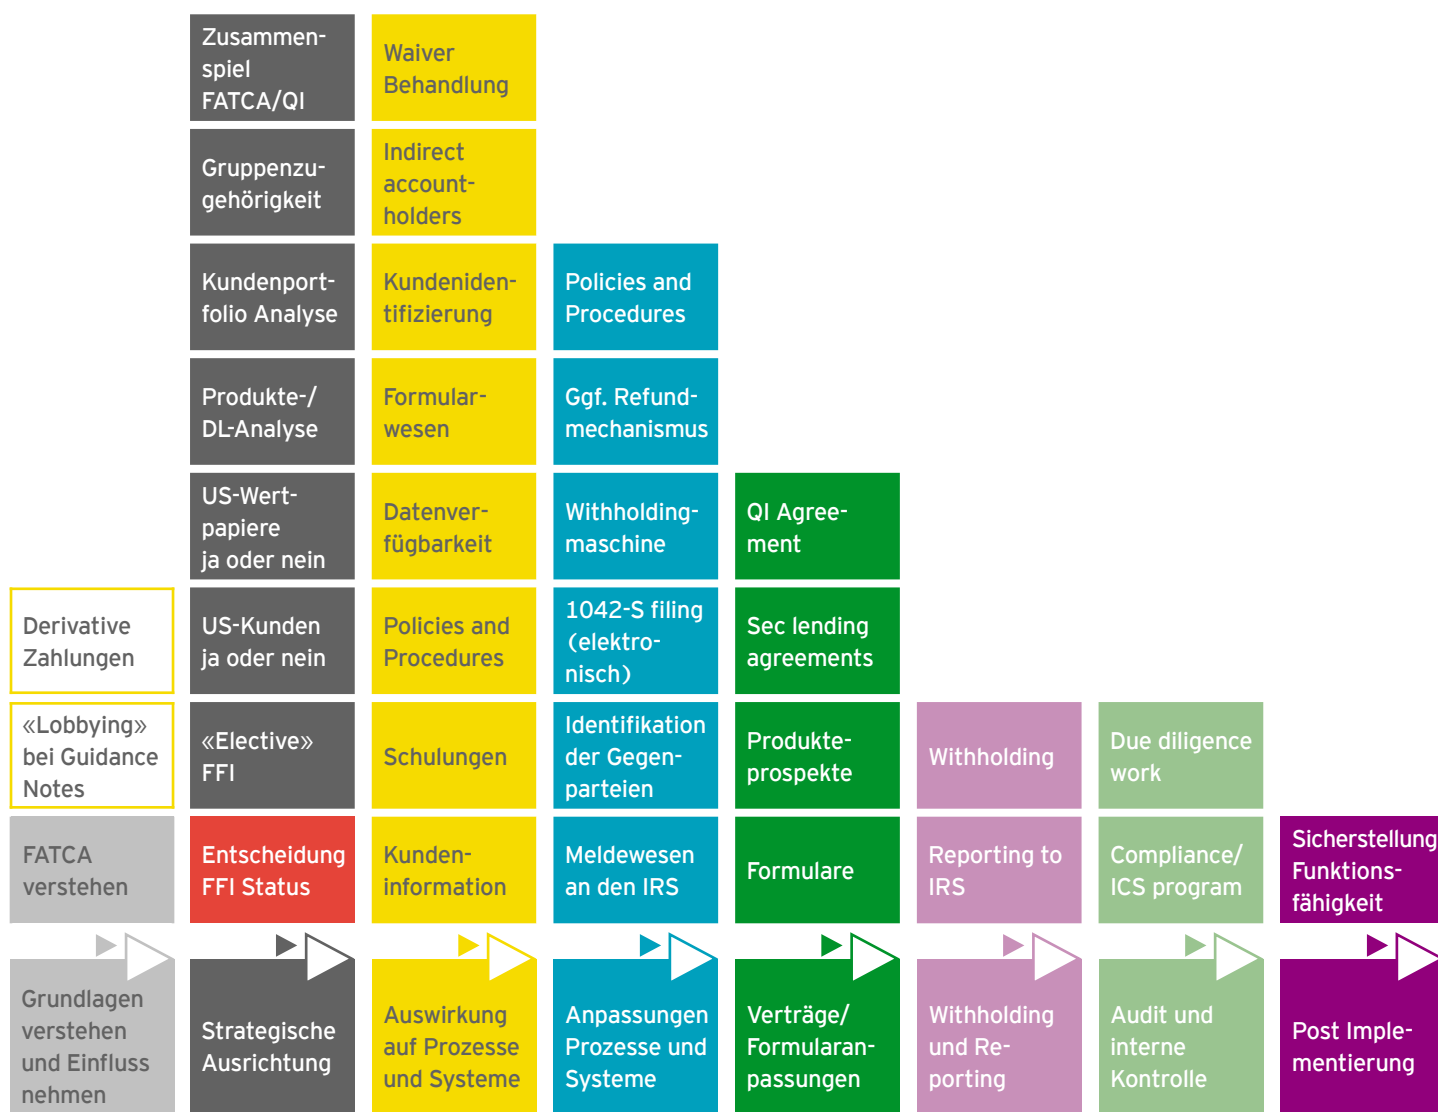 Zusammen-
spiel
FATCA/QI
Waiver
Behandlung
Gruppenzu-
gehörigkeit
Indirect
account-
holders
Kundenport-
folio Analyse
Kundeniden-
tifizierung
Policies and
Procedures
Produkte-/
DL-Analyse
Formular-
wesen
Ggf. Refund-
mechanismus
US-Wert-
papiere
ja oder nein
Datenver-
fügbarkeit
Withholding-
maschine
QI Agree-
ment
Derivative
Zahlungen
US-Kunden
ja oder nein
Policies and
Procedures
1042-S filing
(elektro-
nisch)
Sec lending
agreements
«Lobbying»
bei Guidance
Notes
«Elective»
FFI
Schulungen
Identifikation
der Gegen-
parteien
Produkte-
prospekte
Withholding
Due diligence
work
FATCA
verstehen
Entscheidung
FFI Status
Kunden-
information
Meldewesen
an den IRS
Formulare
Reporting to
IRS
Compliance/
ICS program
Sicherstellung
Funktions-
fähigkeit
Grundlagen
verstehen
und Einfluss
nehmen
Strategische
Ausrichtung
Auswirkung
auf Prozesse
und Systeme
Anpassungen
Prozesse und
Systeme
Verträge/
Formularan-
passungen
Withholding
und Re-
porting
Audit und
interne
Kontrolle
Post Imple-
mentierung